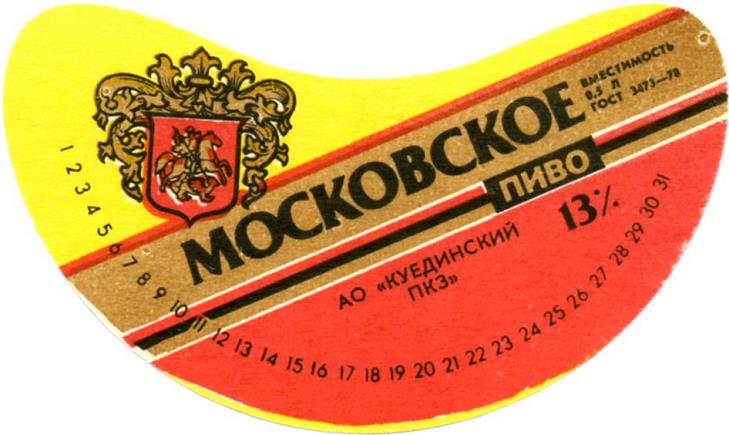 МОСКОВСКОЕ
ВМЕСТИМОСТЬ
0,5 Л
ГОСТ 3473—78
ПИВО
13%
АО «КУЕДИНСКИЙ
ПКЗ»
1 2 3 4 5 6 7 8 9 10 11 12 13 14 15 16 17 18 19 20 21 22 23 24 25 26 27 28 29 30 31